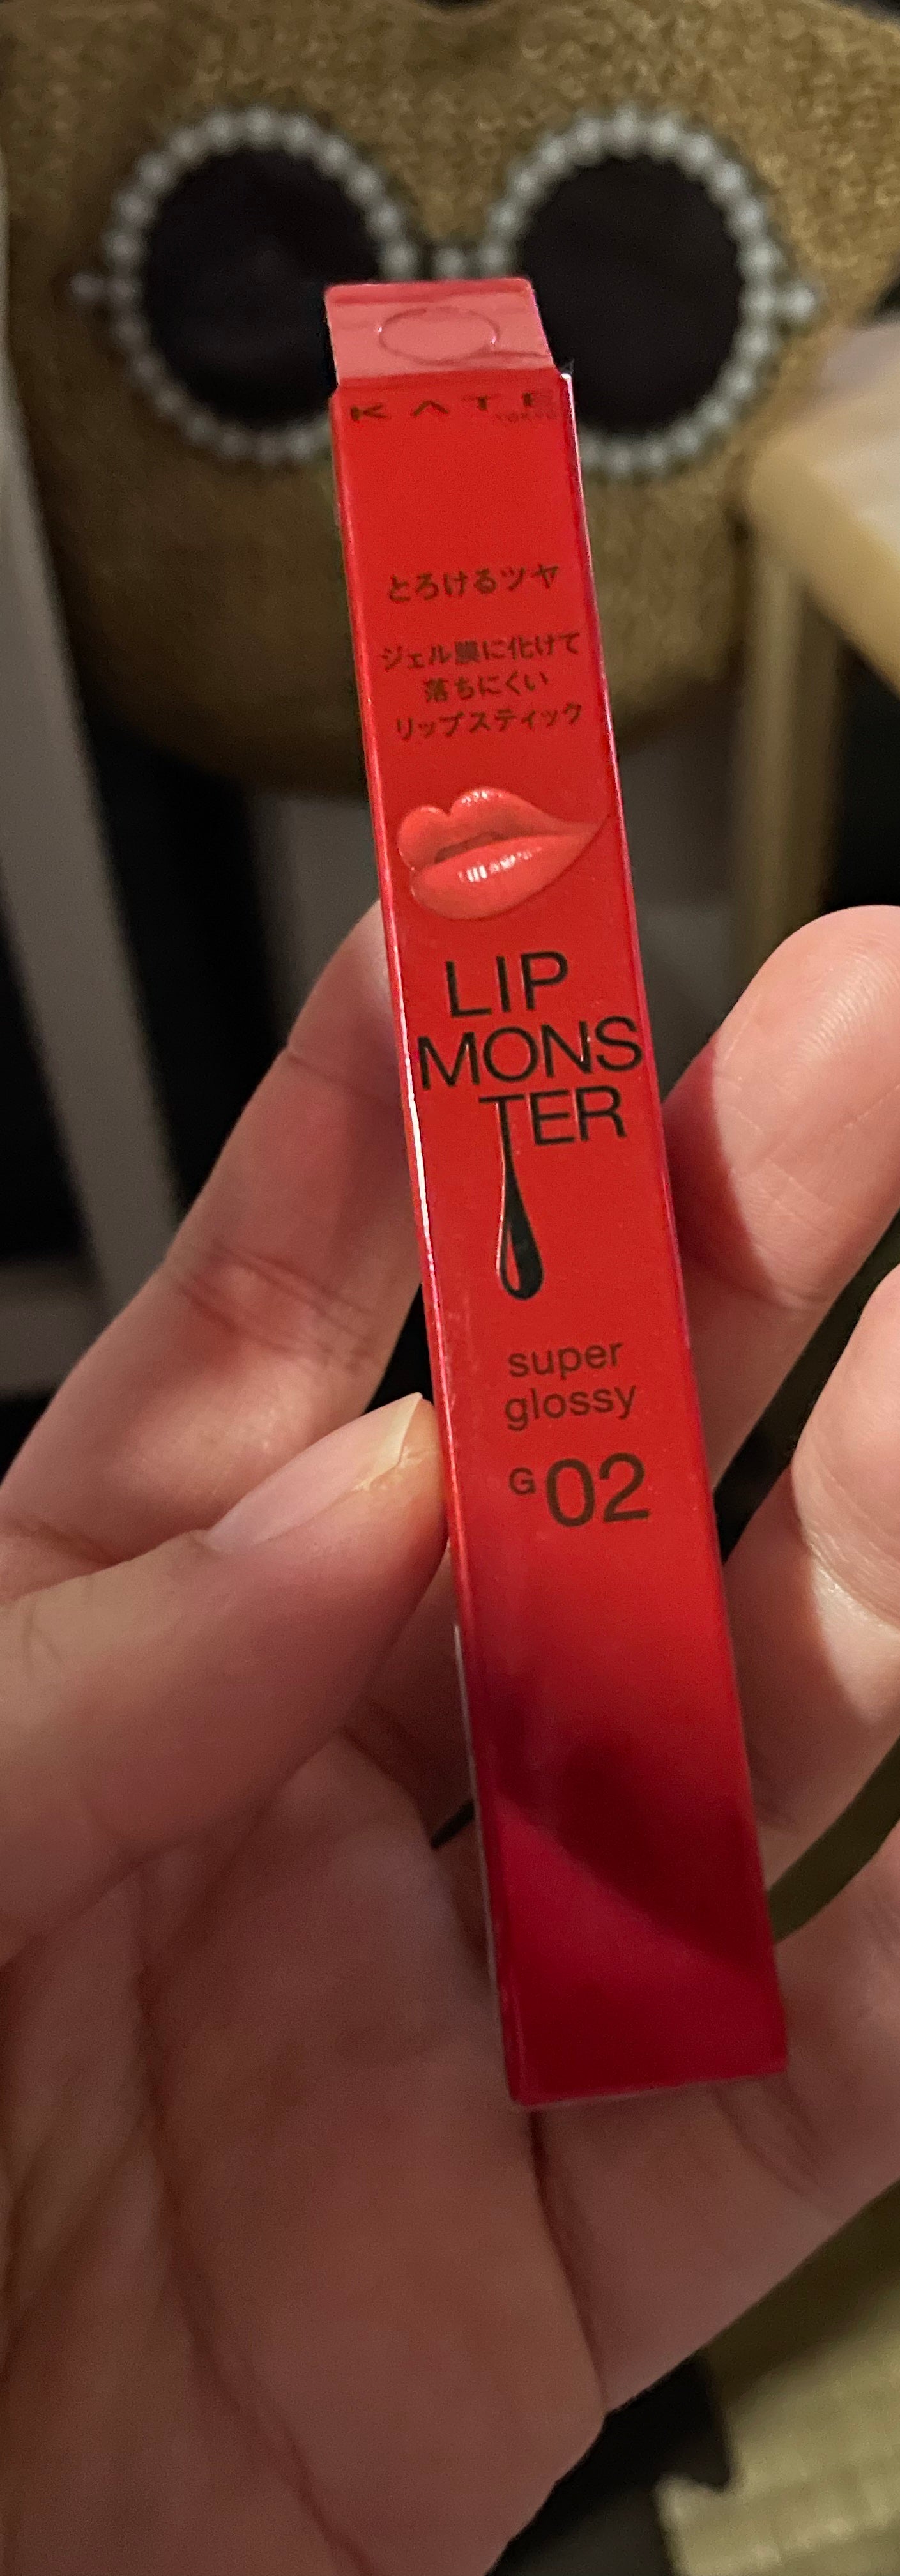 KATE
TOKYO
とろけるツヤ
ジェル膜に化けて
落ちにくい
リップスティック
LIP
MONS
TER
super
glossy
G02